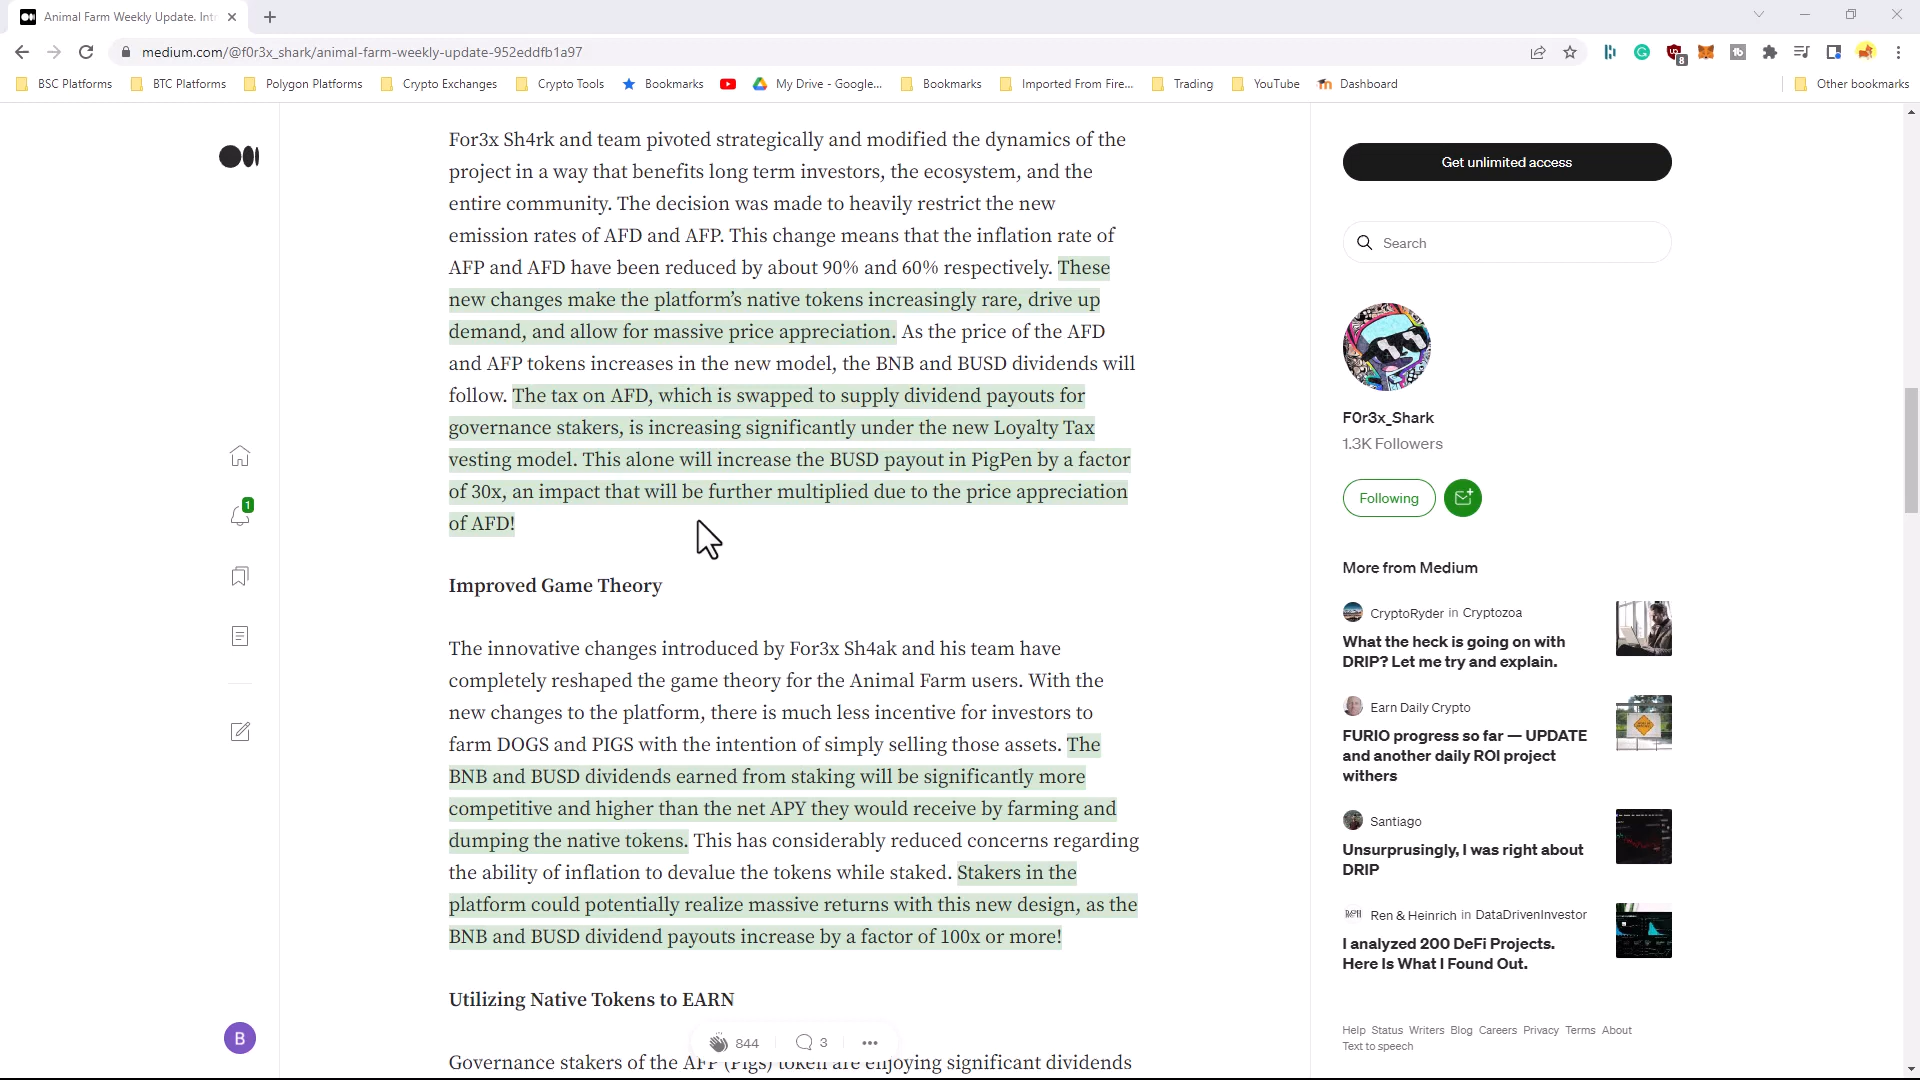 Animal Farm Weekly Update. Intr
medium.com/@f0r3x_shark/animal-farm-weekly-update-952eddfb1a97
8
BSC Platforms BTC Platforms Polygon Platforms Crypto Exchanges Crypto Tools Bookmarks My Drive - Google... Bookmarks Imported From Fire... Trading YouTube Dashboard Other bookmarks
For3x Sh4rk and team pivoted strategically and modified the dynamics of the
project in a way that benefits long term investors, the ecosystem, and the
entire community. The decision was made to heavily restrict the new
emission rates of AFD and AFP. This change means that the inflation rate of
AFP and AFD have been reduced by about 90% and 60% respectively. These
new changes make the platform’s native tokens increasingly rare, drive up
demand, and allow for massive price appreciation. As the price of the AFD
and AFP tokens increases in the new model, the BNB and BUSD dividends will
follow. The tax on AFD, which is swapped to supply dividend payouts for
governance stakers, is increasing significantly under the new Loyalty Tax
vesting model. This alone will increase the BUSD payout in PigPen by a factor
of 30x, an impact that will be further multiplied due to the price appreciation
of AFD!
Improved Game Theory
The innovative changes introduced by For3x Sh4ak and his team have
completely reshaped the game theory for the Animal Farm users. With the
new changes to the platform, there is much less incentive for investors to
farm DOGS and PIGS with the intention of simply selling those assets. The
BNB and BUSD dividends earned from staking will be significantly more
competitive and higher than the net APY they would receive by farming and
dumping the native tokens. This has considerably reduced concerns regarding
the ability of inflation to devalue the tokens while staked. Stakers in the
platform could potentially realize massive returns with this new design, as the
BNB and BUSD dividend payouts increase by a factor of 100x or more!
Utilizing Native Tokens to EARN
844 3
Governance stakers of the AFP (Pigs) token are enjoying significant dividends
1
B
Get unlimited access
Search
F0r3x_Shark
1.3K Followers
Following
More from Medium
CryptoRyder in Cryptozoa
What the heck is going on with
DRIP? Let me try and explain.
Earn Daily Crypto
FURIO progress so far — UPDATE
and another daily ROI project
withers
Santiago
Unsurprusingly, I was right about
DRIP
Ren & Heinrich in DataDrivenInvestor
I analyzed 200 DeFi Projects.
Here Is What I Found Out.
Help Status Writers Blog Careers Privacy Terms About
Text to speech